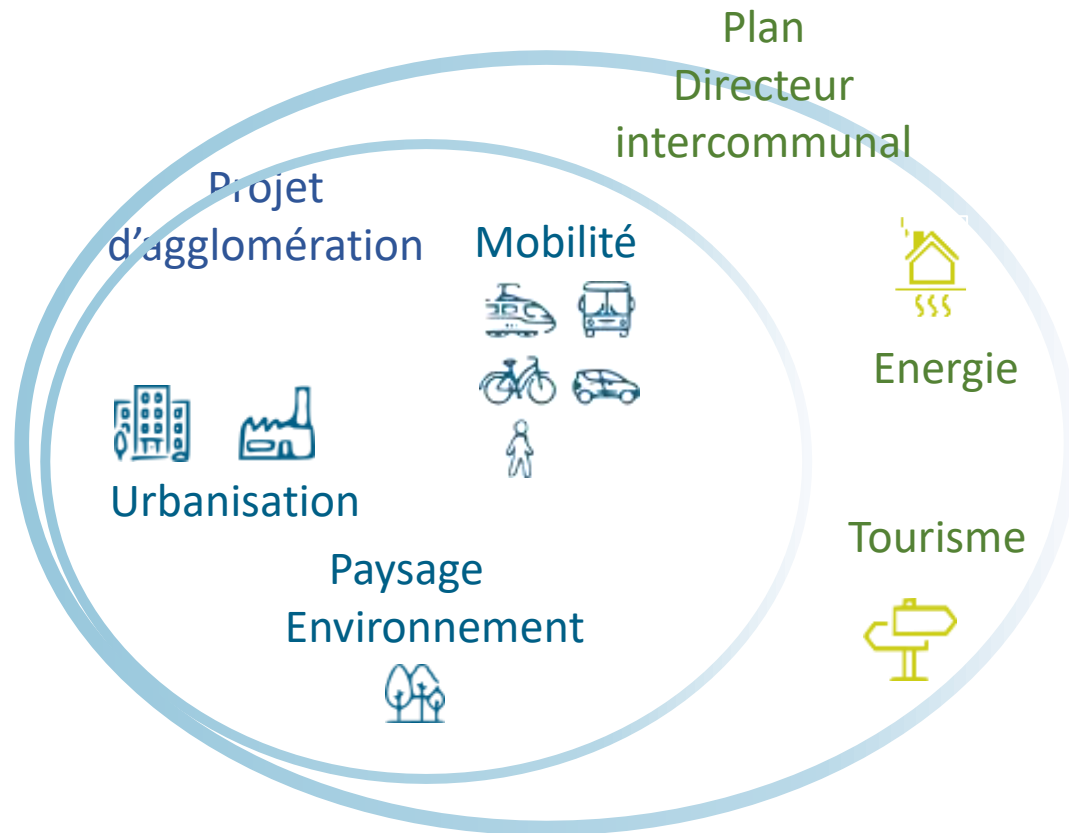 Plan
Directeur
intercommunal
Projet
d’agglomération
Mobilité
Energie
Urbanisation
Tourisme
Paysage
Environnement